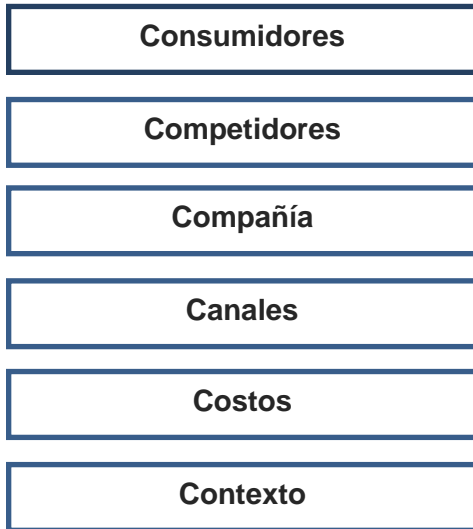 Consumidores
Competidores
Compañía
Canales
Costos
Contexto